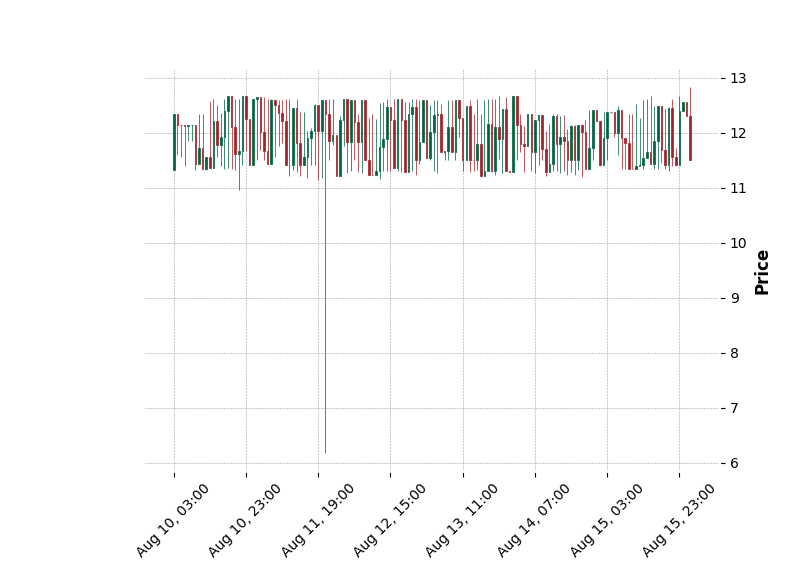 13
12
11
10
9
8
7
6
Price
Aug 10, 03:00
Aug 10, 23:00
Aug 11, 19:00
Aug 12, 15:00
Aug 13, 11:00
Aug 14, 07:00
Aug 15, 03:00
Aug 15, 23:00